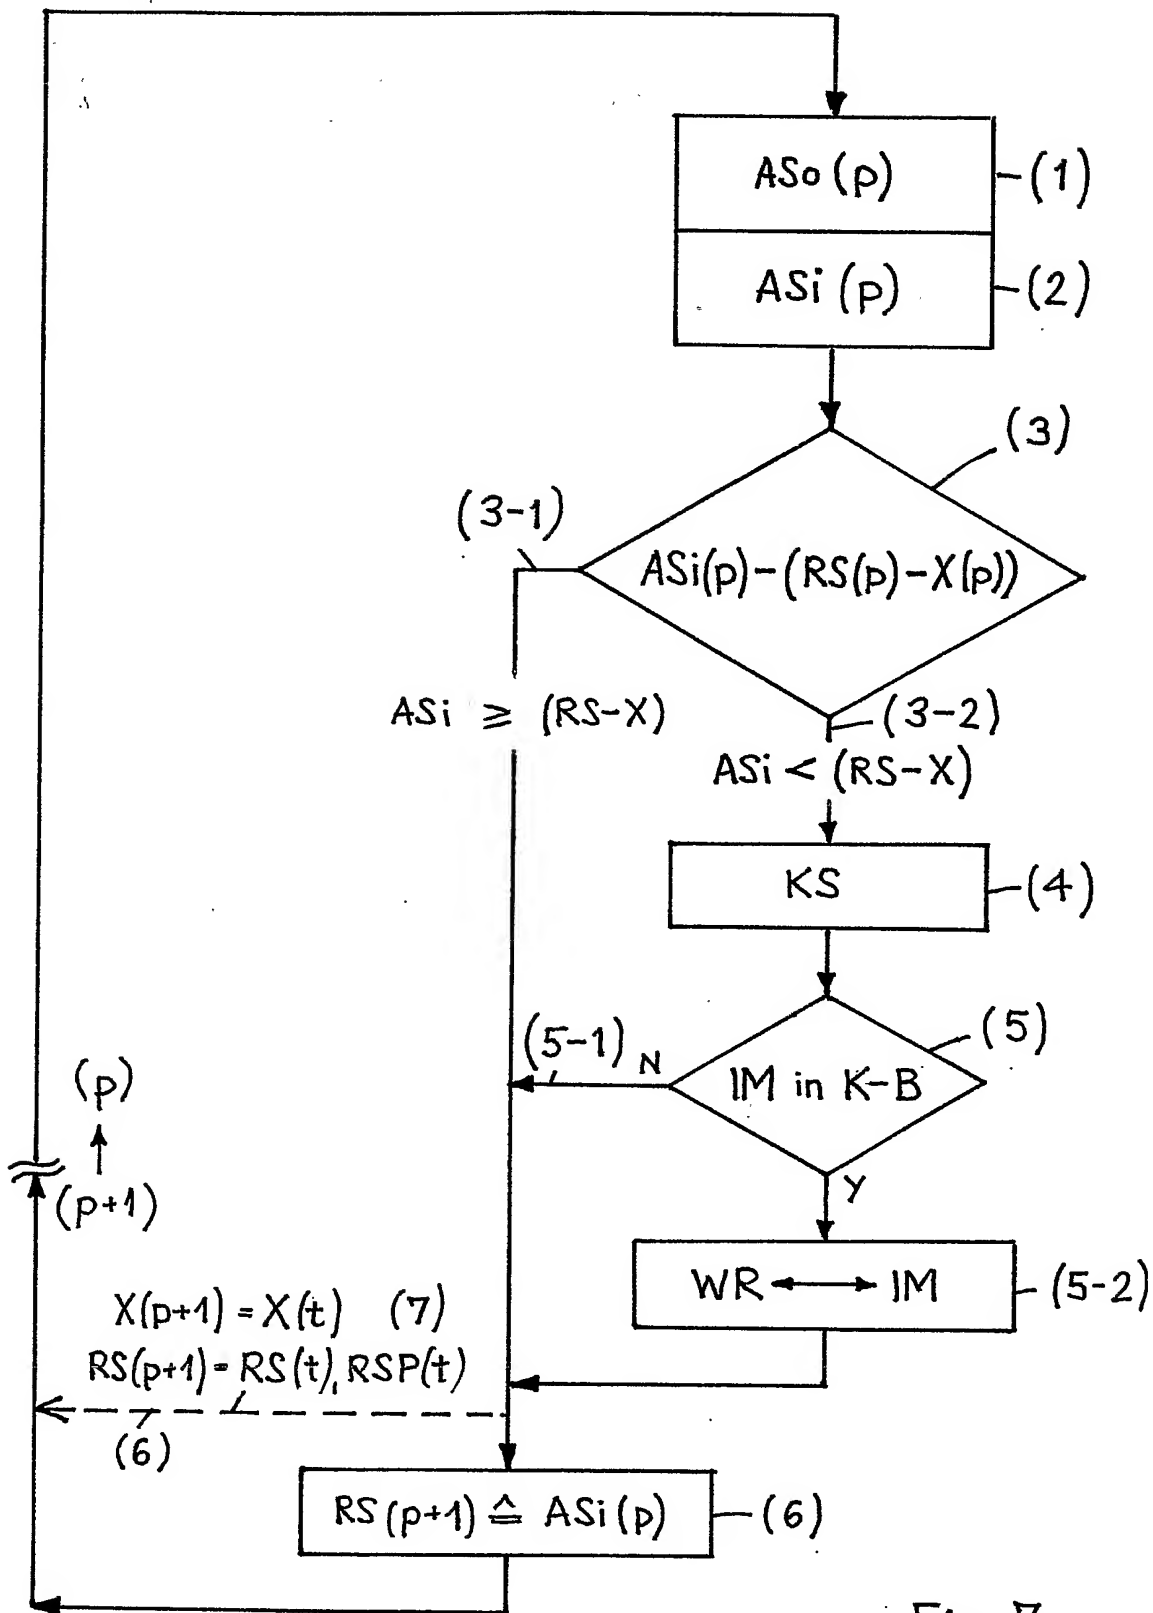 ASo (p)
(1)
ASi (p)
(2)
(3)
(3-1)
ASi(p)-(RS(p)-X(p))
ASi ≥ (RS-X)
(3-2)
ASi < (RS-X)
KS
(4)
(5-1) N
(5)
IM in K-B
(p)
↑
(p+1)
Y
WR ↔ IM
(5-2)
X(p+1) = X(t) (7)
RS(p+1) = RS(t), RSP(t)
(6)
RS (p+1) ≙ ASi (p)
(6)